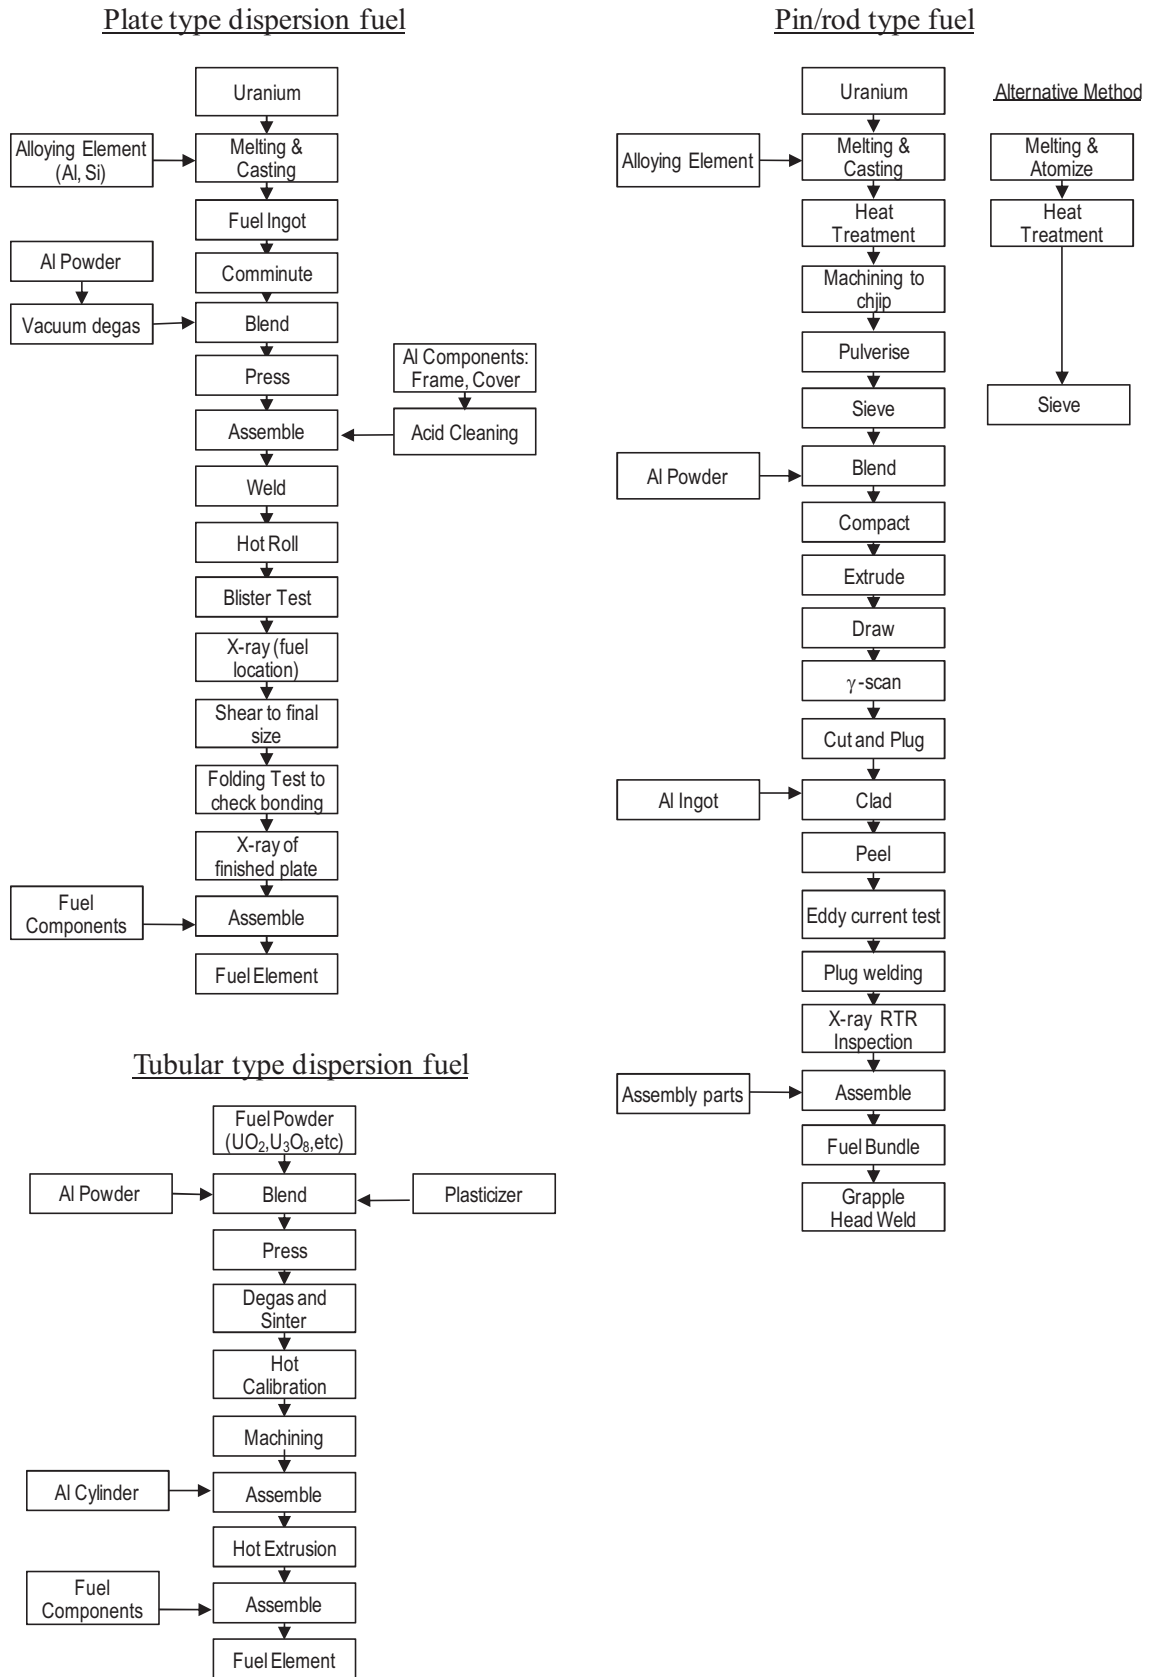 Plate type dispersion fuel
Uranium
Alloying Element
(Al, Si)
Melting &
Casting
Fuel Ingot
Al Powder
Comminute
Vacuum degas
Blend
Press
Al Components:
Frame, Cover
Assemble
Acid Cleaning
Weld
Hot Roll
Blister Test
X-ray (fuel
location)
Shear to final
size
Folding Test to
check bonding
X-ray of
finished plate
Fuel
Components
Assemble
Fuel Element
Tubular type dispersion fuel
Fuel Powder
(UO₂,U₃O₈,etc)
Al Powder
Blend
Plasticizer
Press
Degas and
Sinter
Hot
Calibration
Machining
Al Cylinder
Assemble
Hot Extrusion
Fuel
Components
Assemble
Fuel Element
Pin/rod type fuel
Uranium
Alloying Element
Melting &
Casting
Heat
Treatment
Machining to
chjip
Pulverise
Sieve
Al Powder
Blend
Compact
Extrude
Draw
γ-scan
Cut and Plug
Al Ingot
Clad
Peel
Eddy current test
Plug welding
X-ray RTR
Inspection
Assembly parts
Assemble
Fuel Bundle
Grapple
Head Weld
Alternative Method
Melting &
Atomize
Heat
Treatment
Sieve